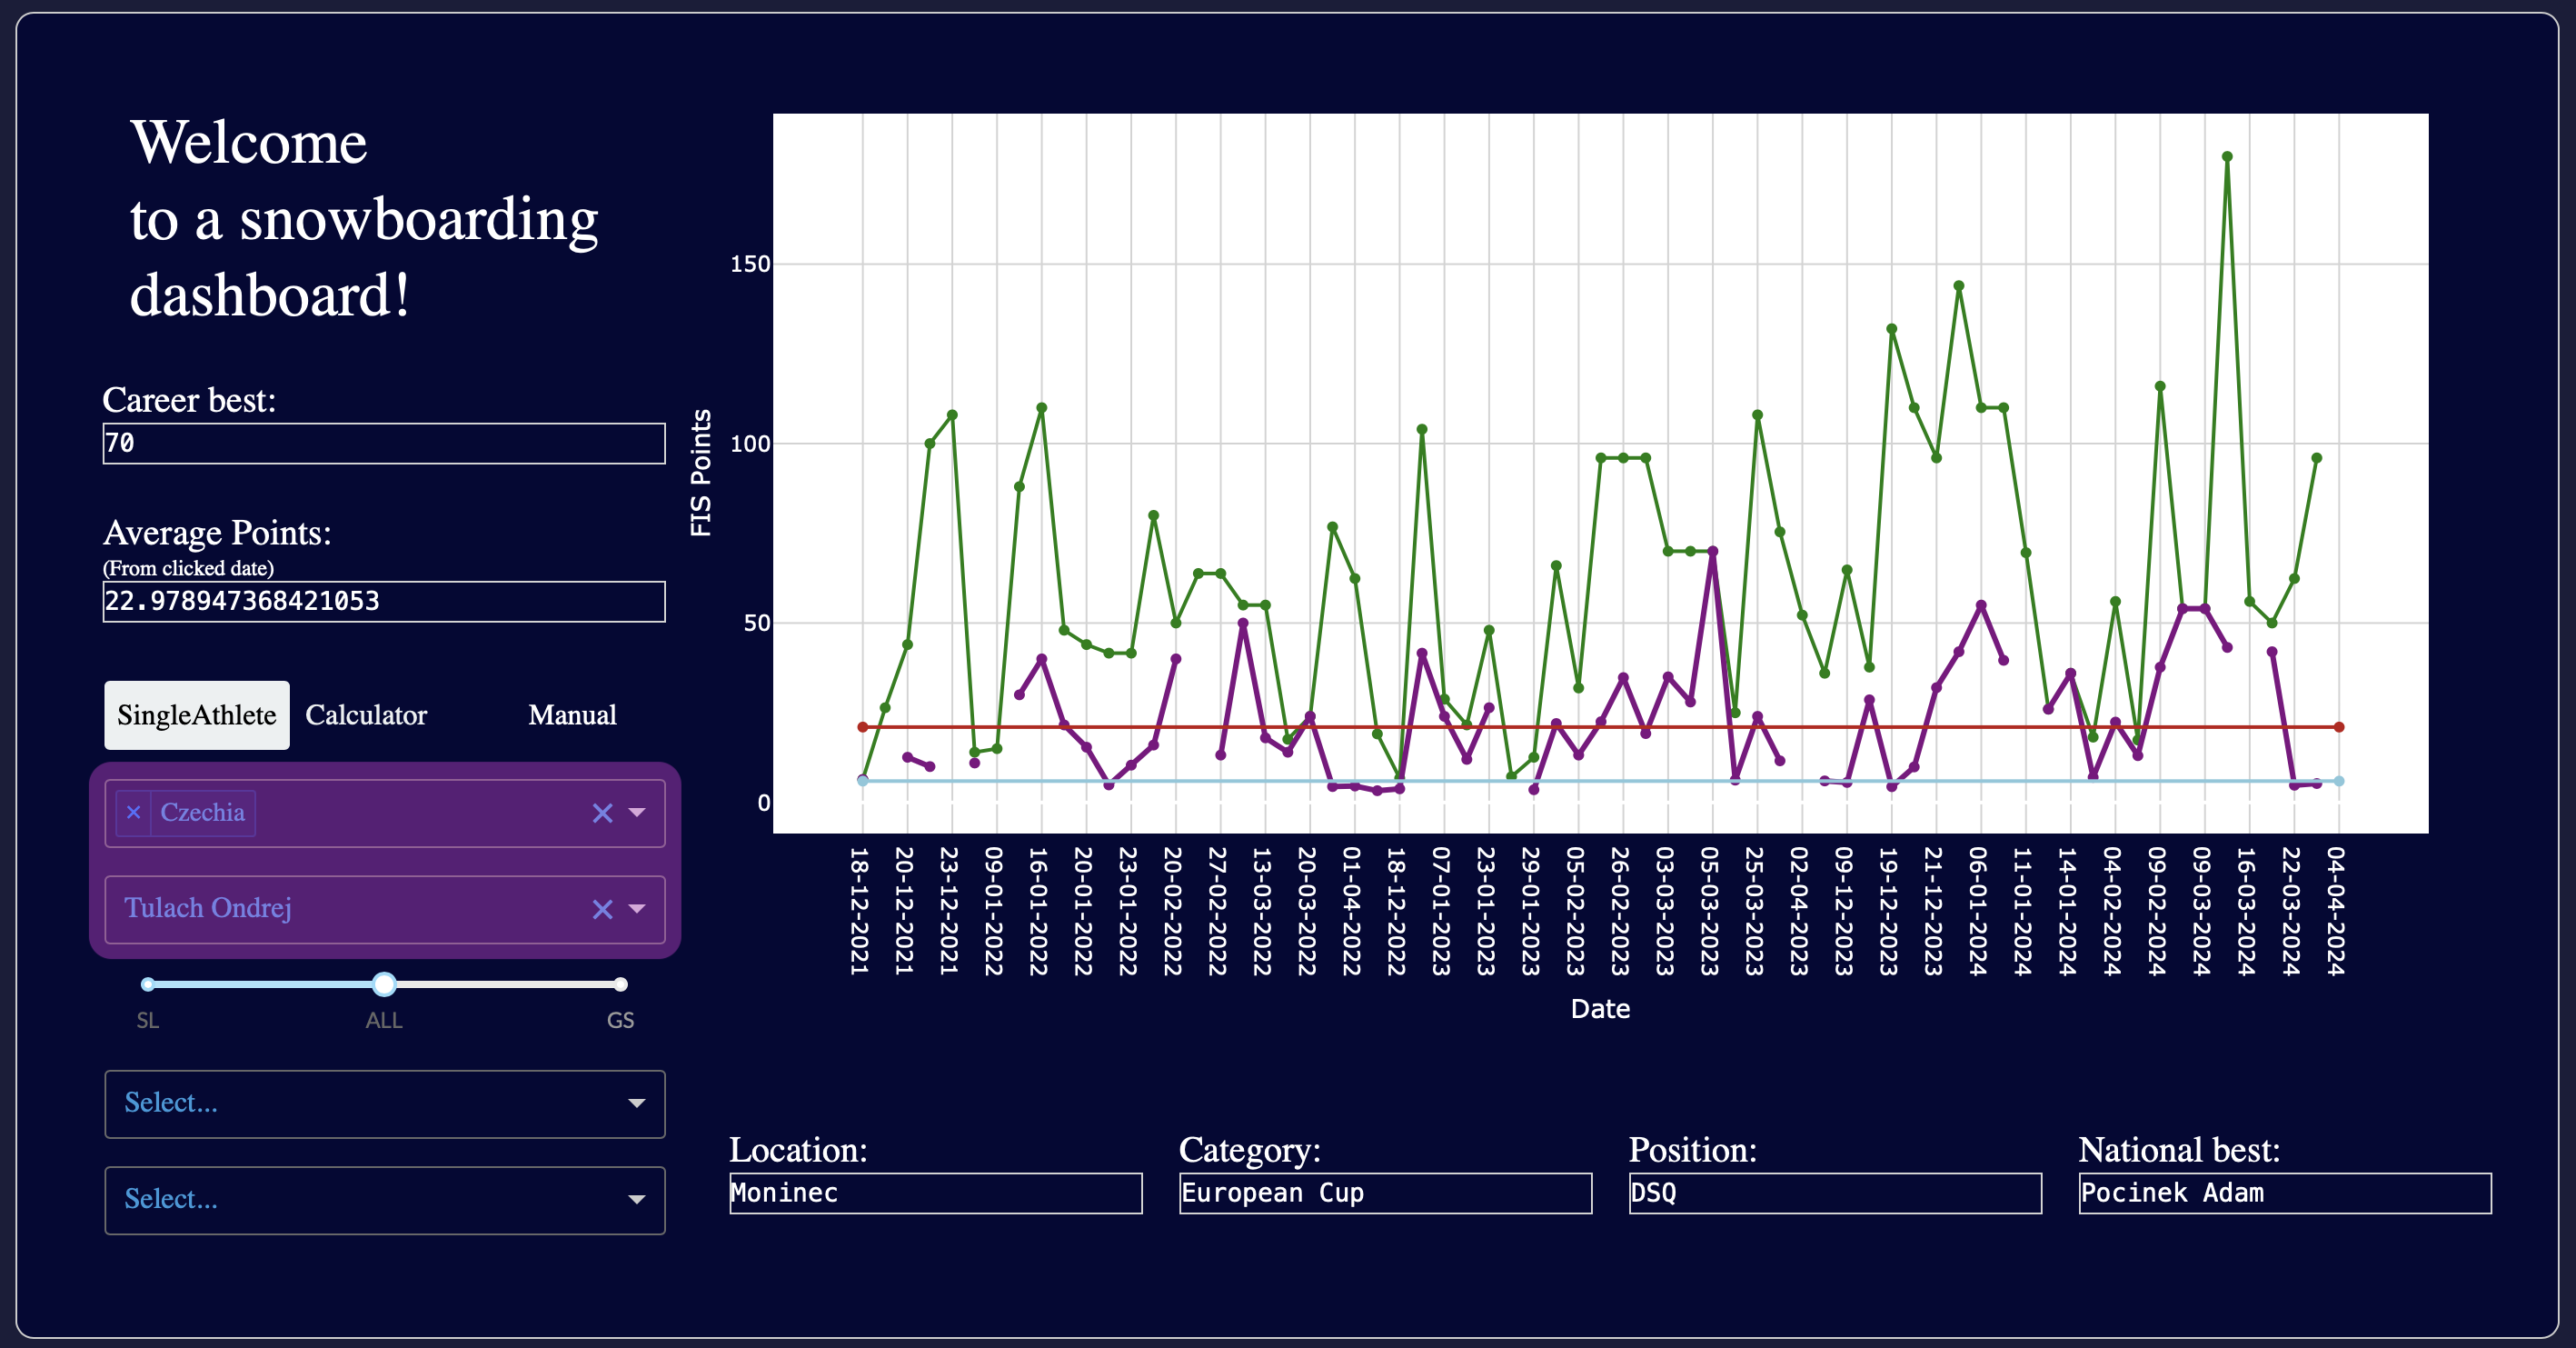 Welcome
to a snowboarding
dashboard!
Career best:
70
Average Points:
(From clicked date)
22.978947368421053
SingleAthlete Calculator Manual
× Czechia
Tulach Ondrej
SL ALL GS
Select...
Select...
FIS Points
150
100
50
0
18-12-2021
20-12-2021
23-12-2021
09-01-2022
16-01-2022
20-01-2022
23-01-2022
20-02-2022
27-02-2022
13-03-2022
20-03-2022
01-04-2022
18-12-2022
07-01-2023
23-01-2023
29-01-2023
05-02-2023
26-02-2023
03-03-2023
05-03-2023
25-03-2023
02-04-2023
09-12-2023
19-12-2023
21-12-2023
06-01-2024
11-01-2024
14-01-2024
04-02-2024
09-02-2024
09-03-2024
16-03-2024
22-03-2024
04-04-2024
Date
Location: Category: Position: National best:
Moninec European Cup DSQ Pocinek Adam